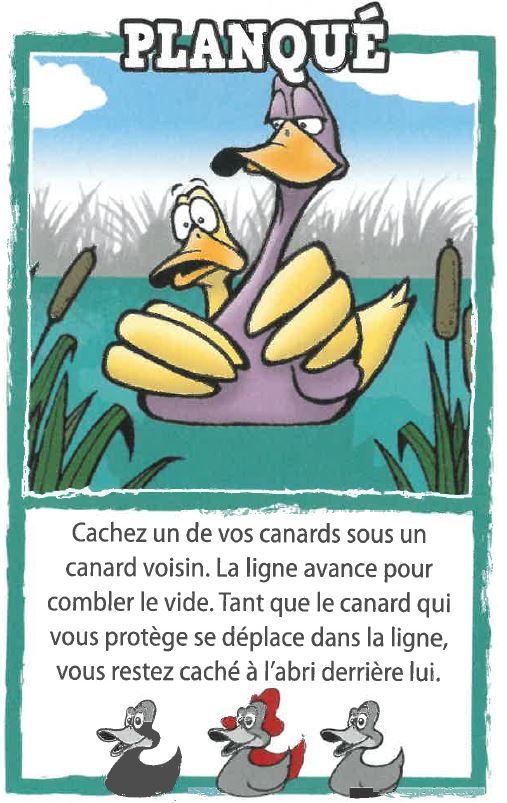 PLANQUÉ
Cachez un de vos canards sous un
canard voisin. La ligne avance pour
combler le vide. Tant que le canard qui
vous protège se déplace dans la ligne,
vous restez caché à l'abri derrière lui.